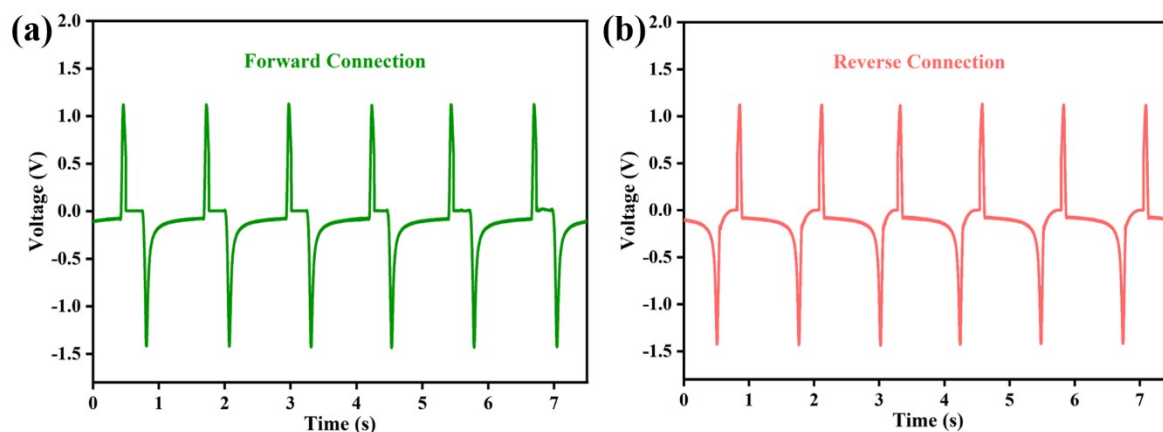 (a)
Forward Connection
Voltage (V)
2.0
1.5
1.0
0.5
0.0
-0.5
-1.0
-1.5
0 1 2 3 4 5 6 7
Time (s)
(b)
Reverse Connection
Voltage (V)
2.0
1.5
1.0
0.5
0.0
-0.5
-1.0
-1.5
0 1 2 3 4 5 6 7
Time (s)